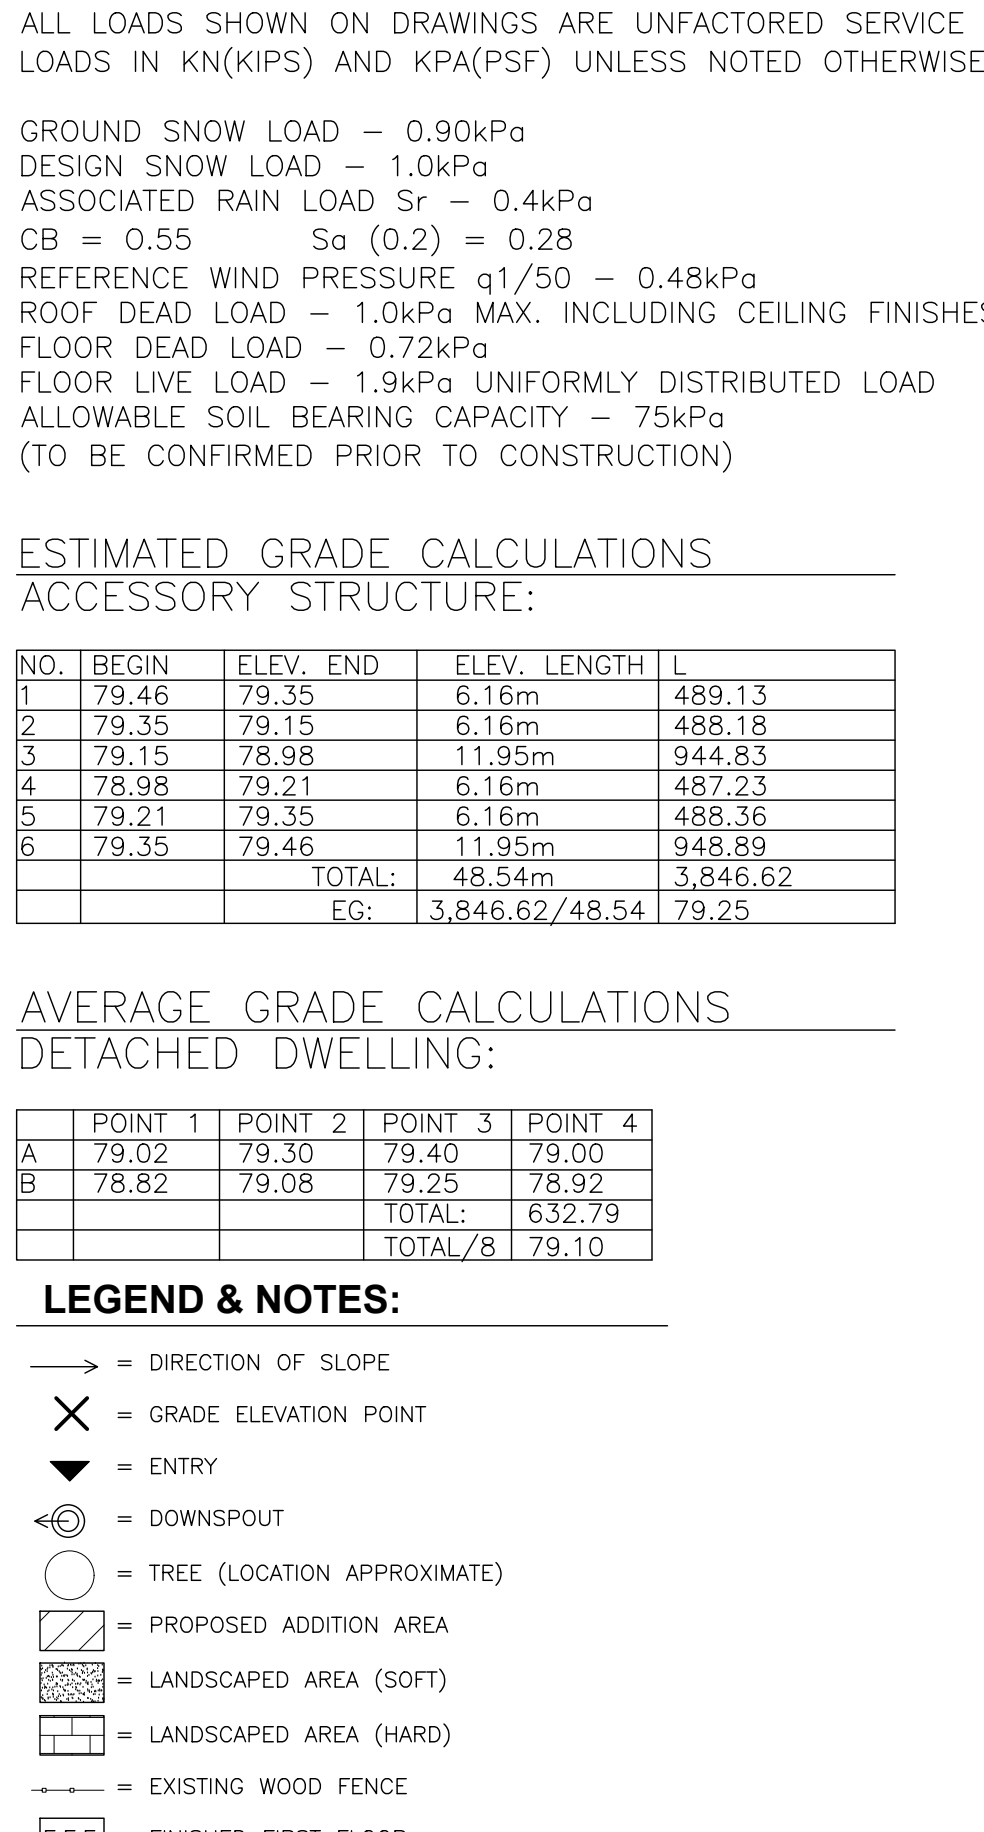 ALL LOADS SHOWN ON DRAWINGS ARE UNFACTORED SERVICE
LOADS IN KN(KIPS) AND KPA(PSF) UNLESS NOTED OTHERWISE
GROUND SNOW LOAD – 0.90kPa
DESIGN SNOW LOAD – 1.0kPa
ASSOCIATED RAIN LOAD Sr – 0.4kPa
CB = 0.55 Sa (0.2) = 0.28
REFERENCE WIND PRESSURE q1/50 – 0.48kPa
ROOF DEAD LOAD – 1.0kPa MAX. INCLUDING CEILING FINISHES
FLOOR DEAD LOAD – 0.72kPa
FLOOR LIVE LOAD – 1.9kPa UNIFORMLY DISTRIBUTED LOAD
ALLOWABLE SOIL BEARING CAPACITY – 75kPa
(TO BE CONFIRMED PRIOR TO CONSTRUCTION)
ESTIMATED GRADE CALCULATIONS
ACCESSORY STRUCTURE:
NO. BEGIN ELEV. END ELEV. LENGTH L
1 79.46 79.35 6.16m 489.13
2 79.35 79.15 6.16m 488.18
3 79.15 78.98 11.95m 944.83
4 78.98 79.21 6.16m 487.23
5 79.21 79.35 6.16m 488.36
6 79.35 79.46 11.95m 948.89
TOTAL: 48.54m 3,846.62
EG: 3,846.62/48.54 79.25
AVERAGE GRADE CALCULATIONS
DETACHED DWELLING:
POINT 1 POINT 2 POINT 3 POINT 4
A 79.02 79.30 79.40 79.00
B 78.82 79.08 79.25 78.92
TOTAL: 632.79
TOTAL/8 79.10
LEGEND & NOTES:
= DIRECTION OF SLOPE
= GRADE ELEVATION POINT
= ENTRY
= DOWNSPOUT
= TREE (LOCATION APPROXIMATE)
= PROPOSED ADDITION AREA
= LANDSCAPED AREA (SOFT)
= LANDSCAPED AREA (HARD)
= EXISTING WOOD FENCE